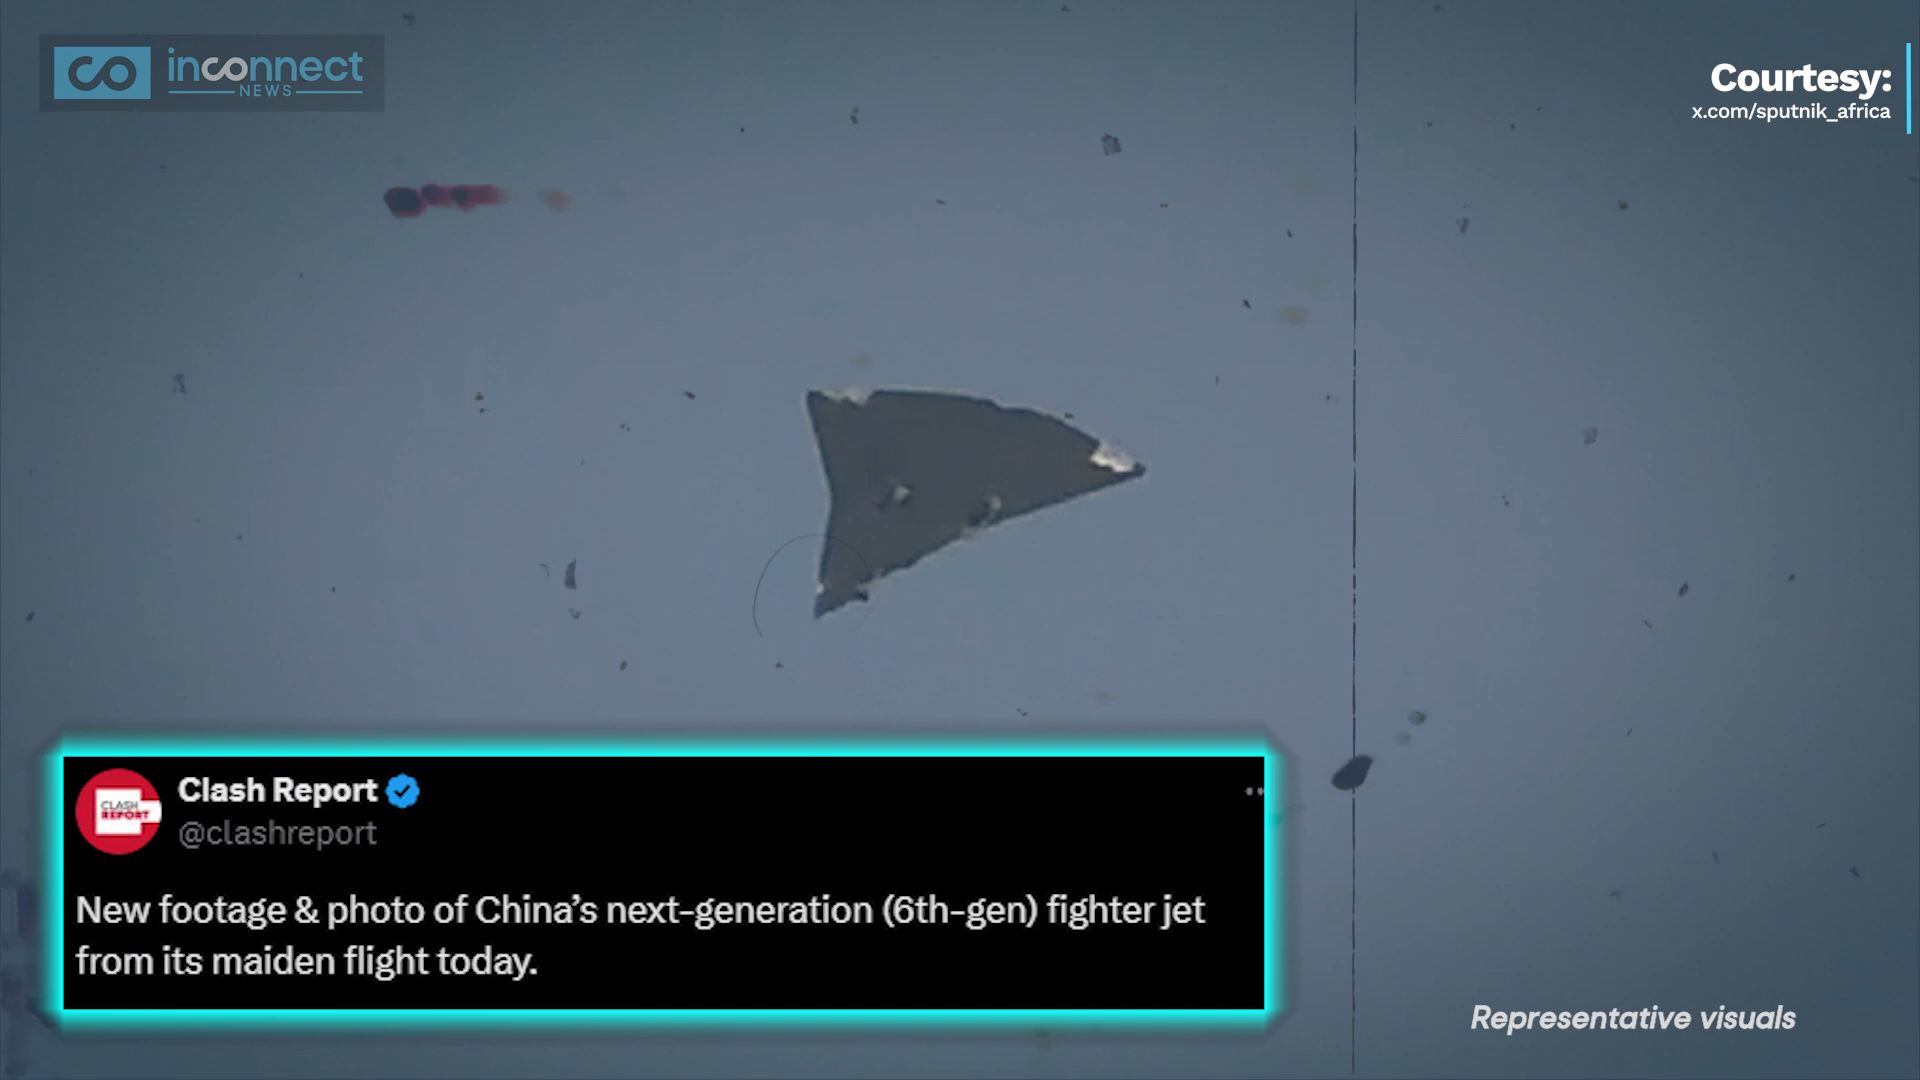 inconnect
NEWS
Courtesy:
x.com/sputnik_africa
CLASH
REPORT
Clash Report
@clashreport
New footage & photo of China’s next-generation (6th-gen) fighter jet
from its maiden flight today.
Representative visuals